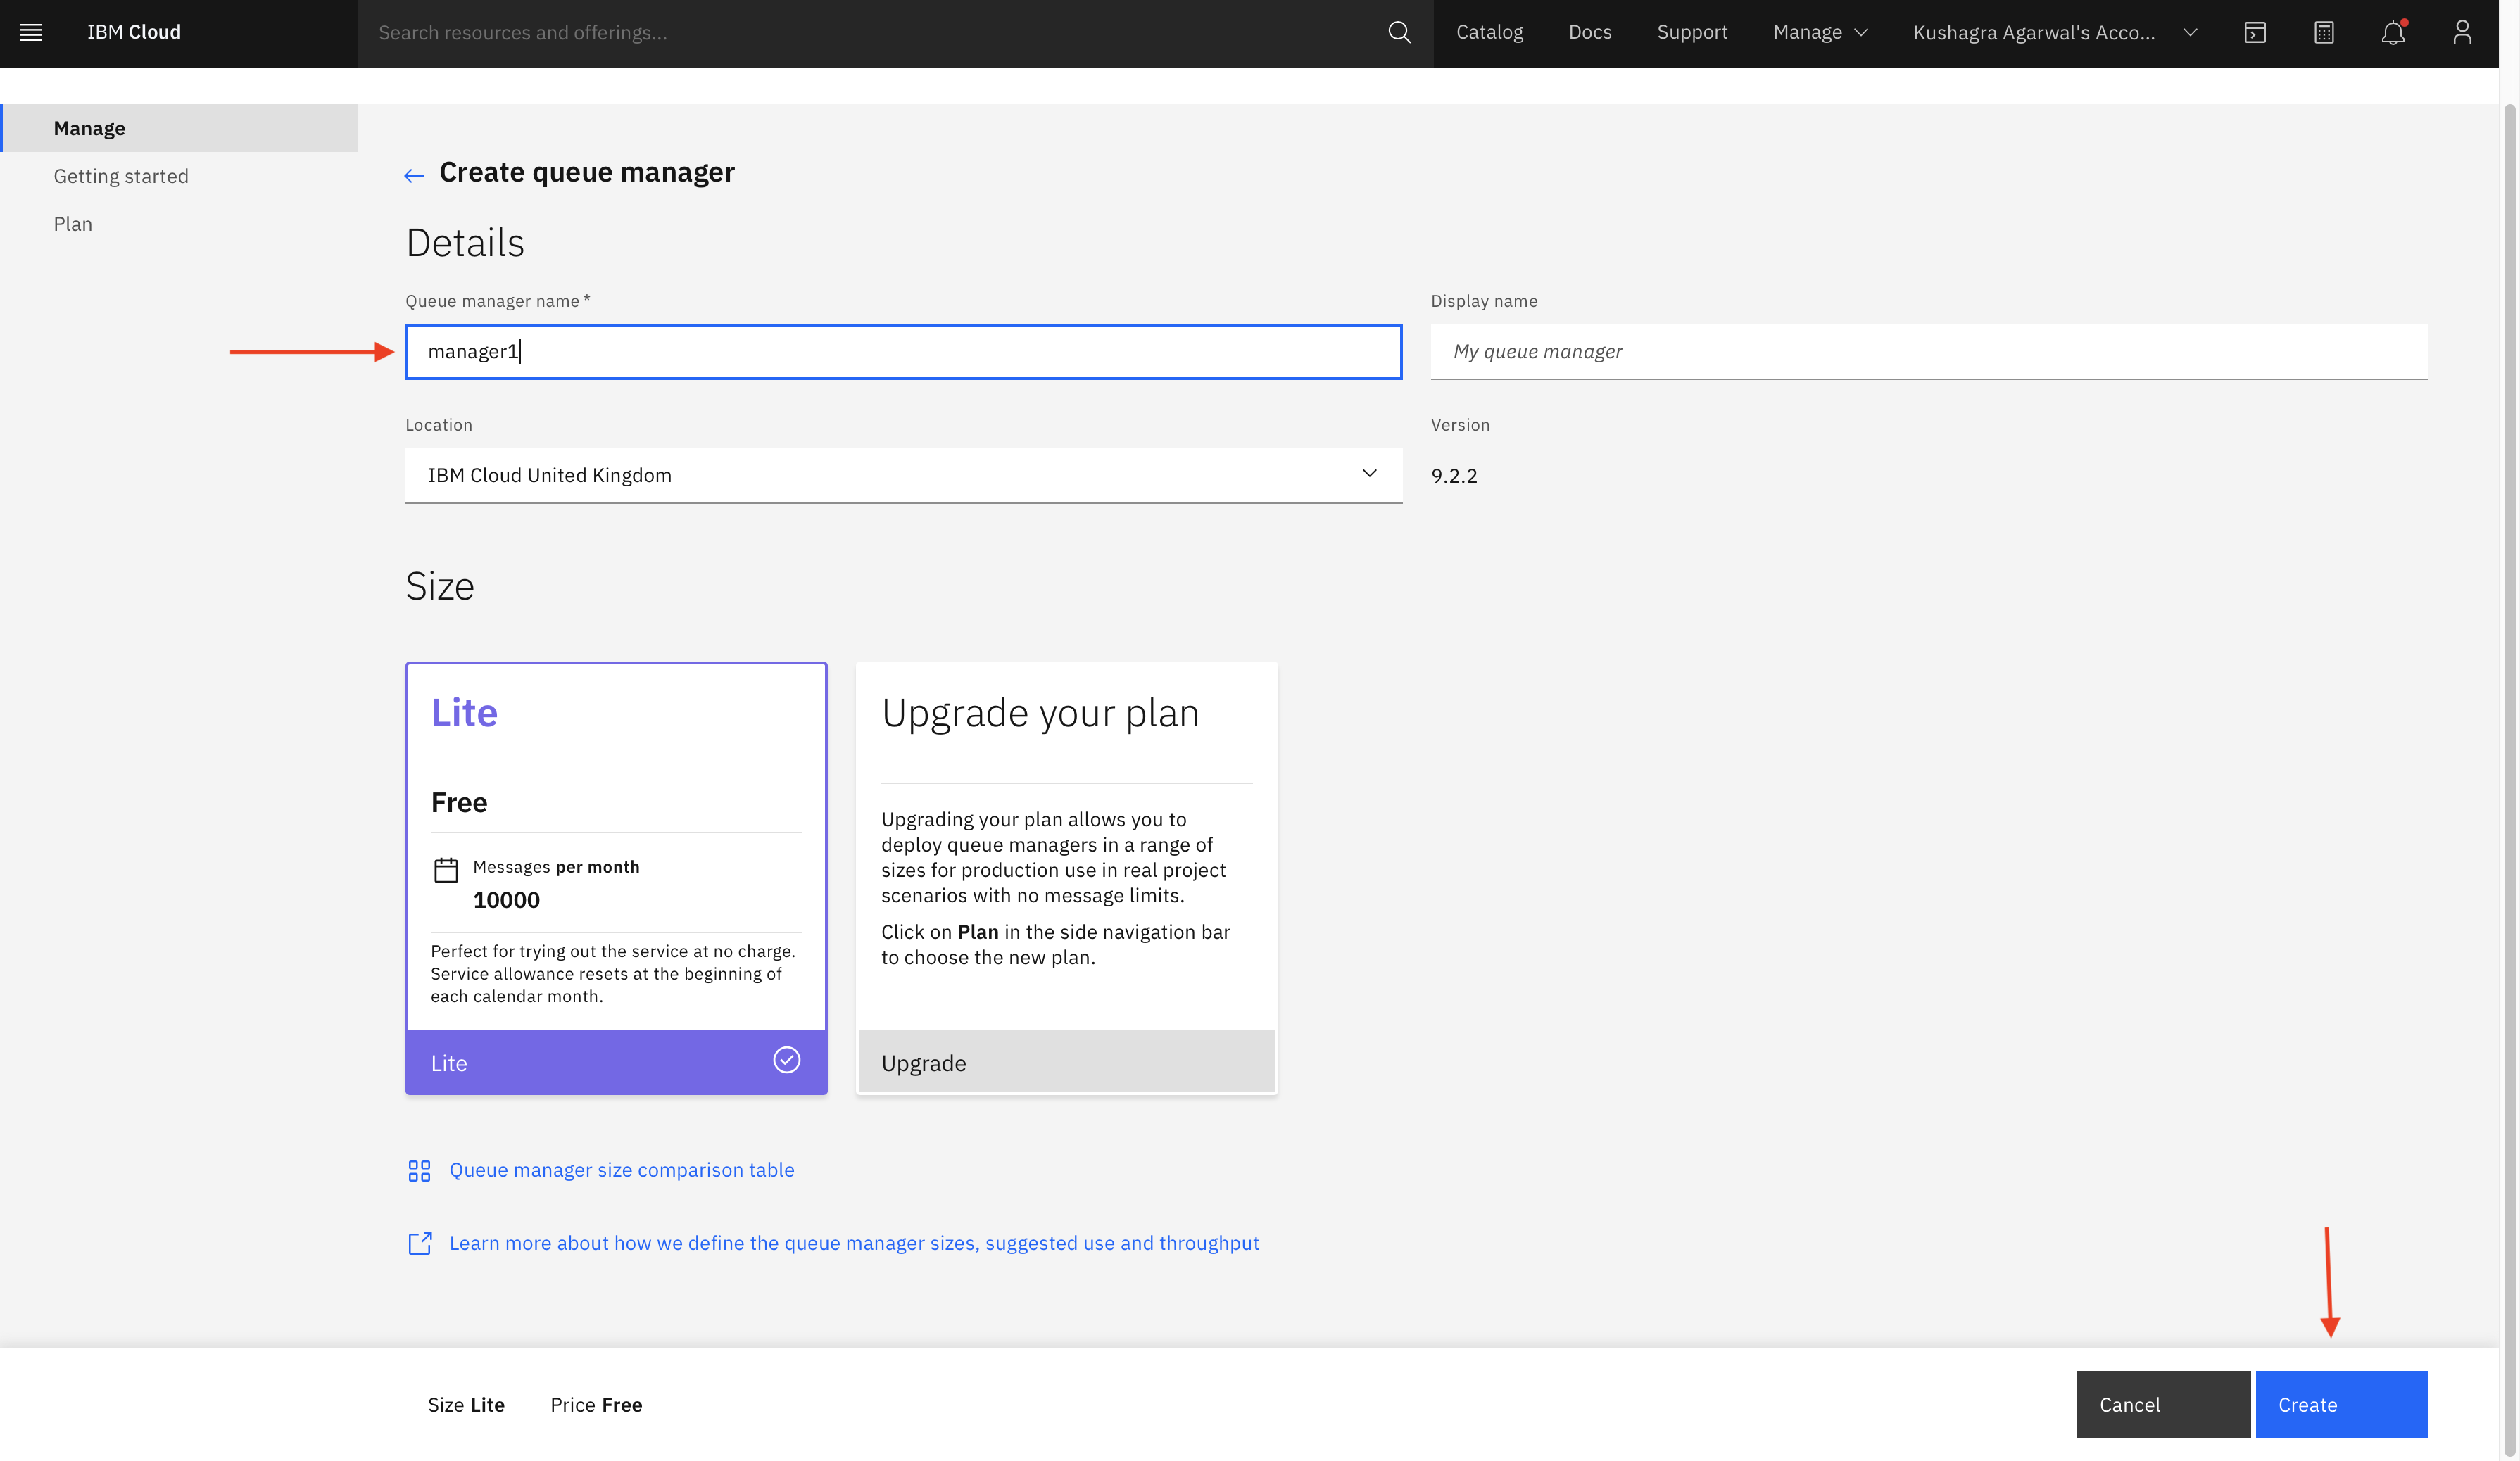 IBM Cloud
Search resources and offerings...
Catalog
Docs
Support
Manage
Kushagra Agarwal's Acco...
Manage
Getting started
Plan
Create queue manager
Details
Queue manager name *
Display name
manager1
My queue manager
Location
Version
IBM Cloud United Kingdom
9.2.2
Size
Lite
Free
Messages per month
10000
Perfect for trying out the service at no charge.
Service allowance resets at the beginning of
each calendar month.
Lite
Upgrade your plan
Upgrading your plan allows you to
deploy queue managers in a range of
sizes for production use in real project
scenarios with no message limits.
Click on Plan in the side navigation bar
to choose the new plan.
Upgrade
Queue manager size comparison table
Learn more about how we define the queue manager sizes, suggested use and throughput
Size Lite
Price Free
Cancel
Create